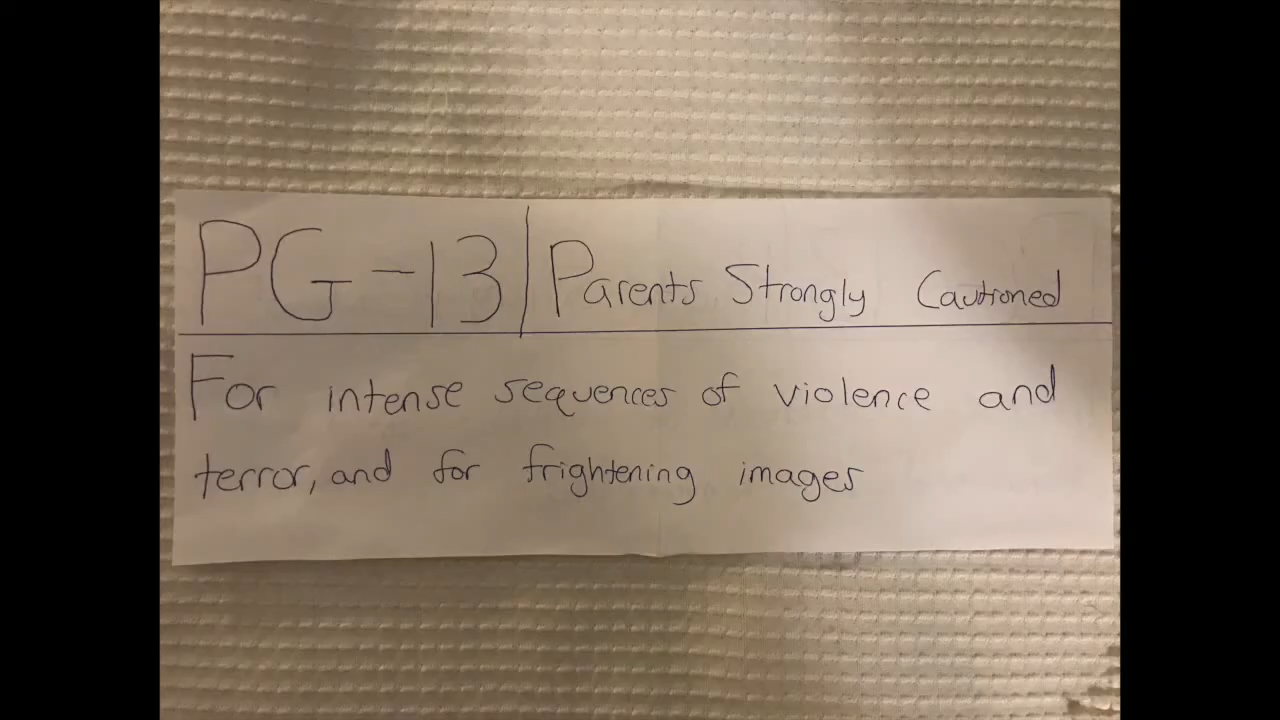 PG-13 | Parents Strongly Cautioned
For intense sequences of violence and
terror, and for frightening images